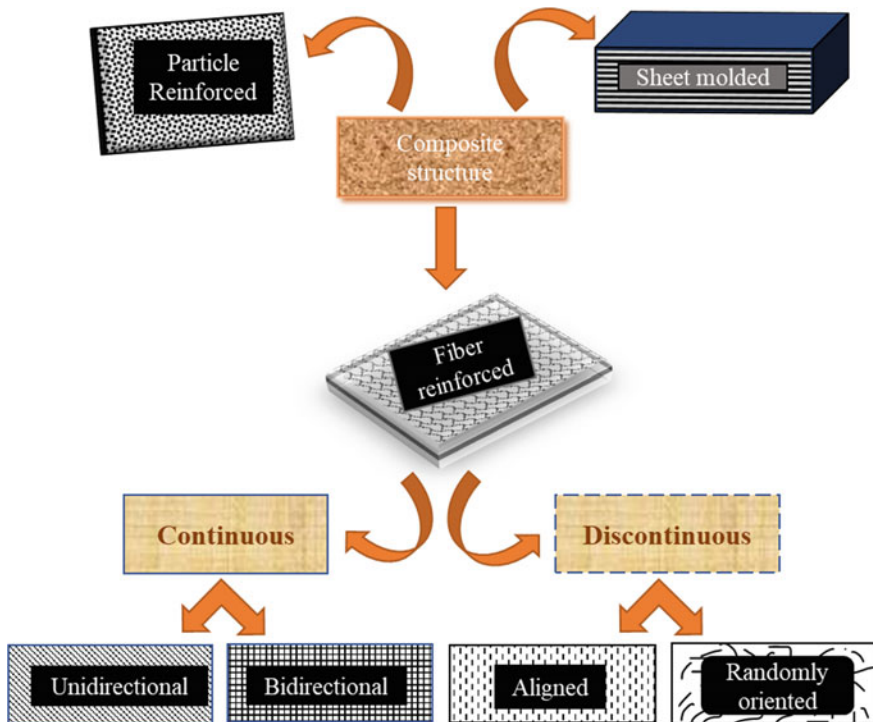 Particle
Reinforced
Sheet molded
Composite
structure
Fiber
reinforced
Continuous
Discontinuous
Unidirectional
Bidirectional
Aligned
Randomly
oriented